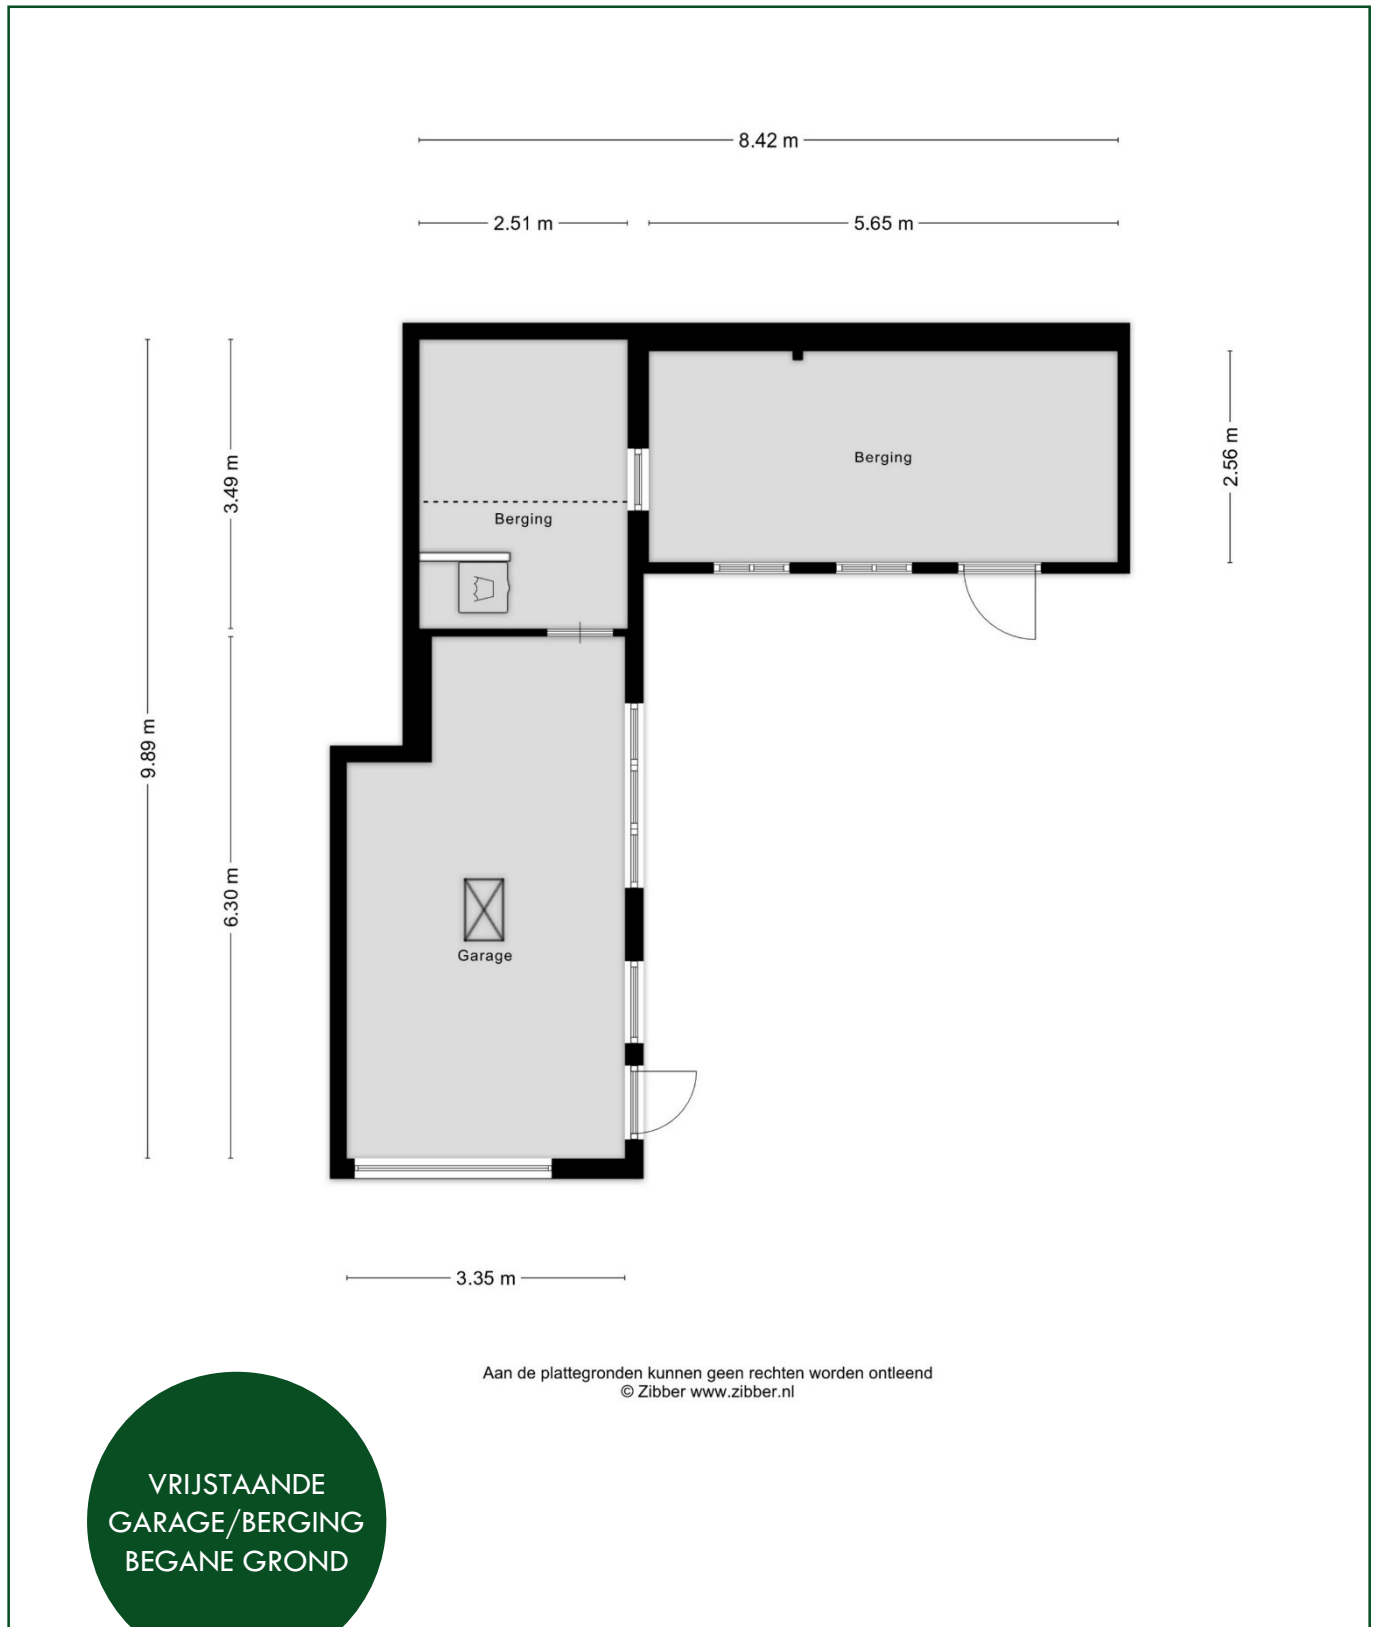 8.42 m
2.51 m
5.65 m
3.49 m
2.56 m
Berging
Berging
9.89 m
6.30 m
Garage
3.35 m
Aan de plattegronden kunnen geen rechten worden ontleend
© Zibber www.zibber.nl
VRIJSTAANDE
GARAGE/BERGING
BEGANE GROND